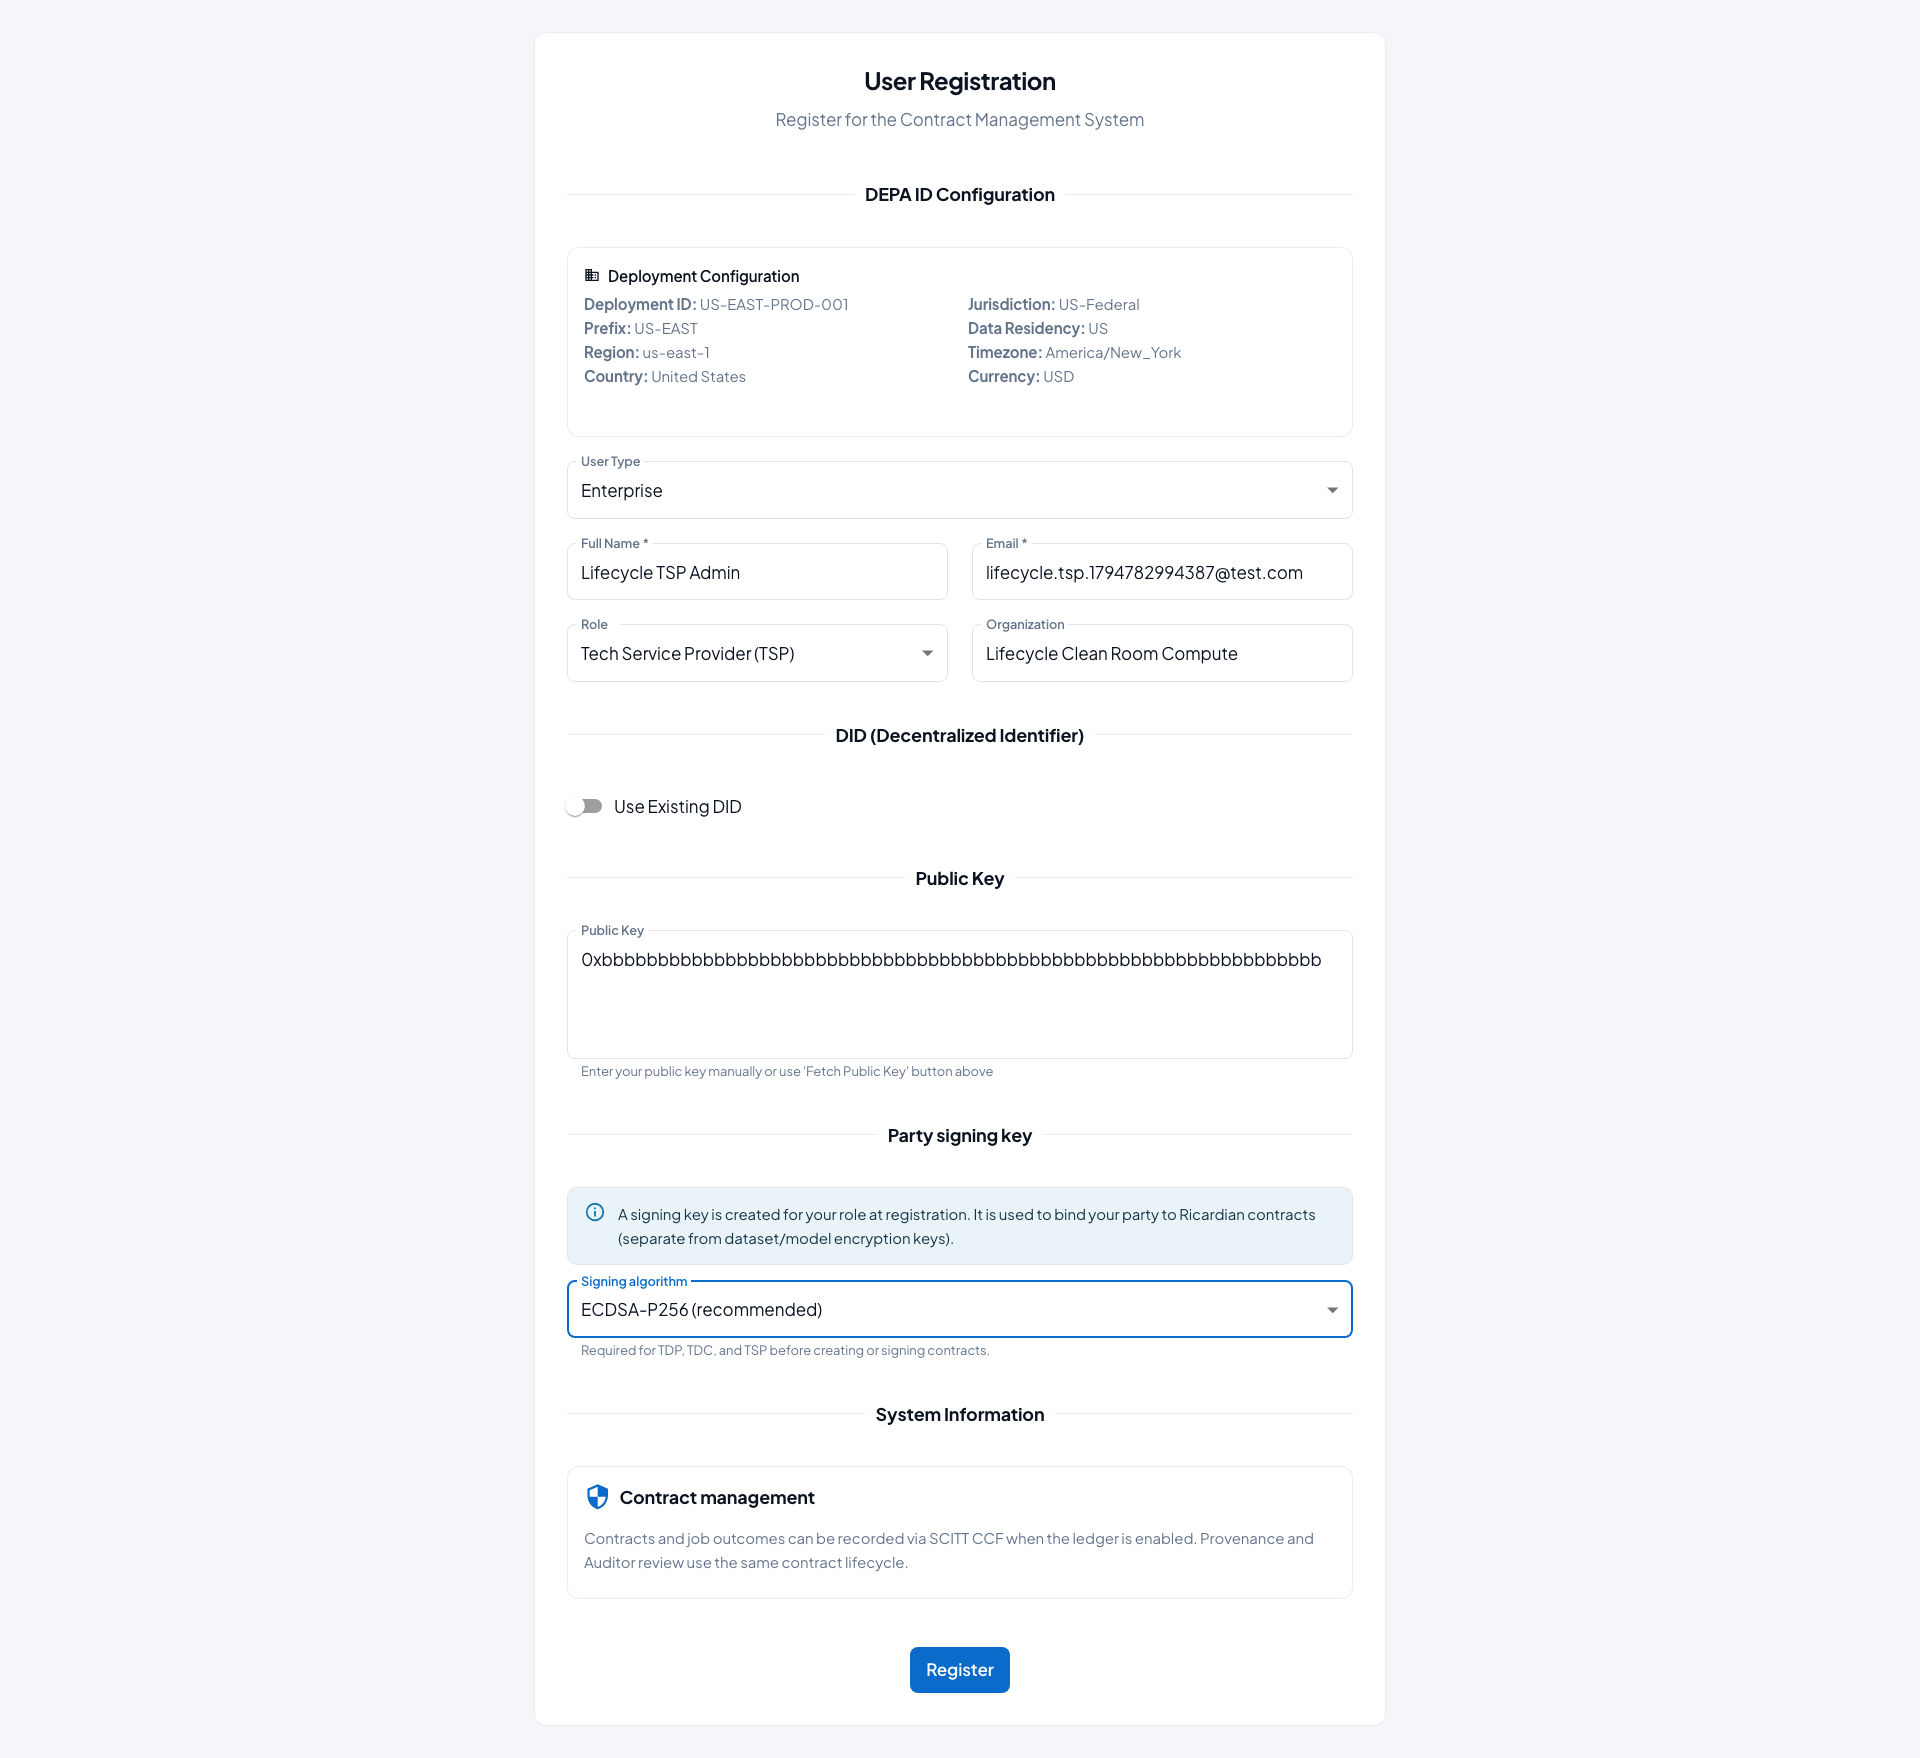 User Registration
Register for the Contract Management System
DEPA ID Configuration
Deployment Configuration
Deployment ID: US-EAST-PROD-001
Jurisdiction: US-Federal
Prefix: US-EAST
Data Residency: US
Region: us-east-1
Timezone: America/New_York
Country: United States
Currency: USD
User Type
Enterprise
Full Name *
Lifecycle TSP Admin
Email *
lifecycle.tsp.1794782994387@test.com
Role
Tech Service Provider (TSP)
Organization
Lifecycle Clean Room Compute
DID (Decentralized Identifier)
Use Existing DID
Public Key
Public Key
0xbbbbbbbbbbbbbbbbbbbbbbbbbbbbbbbbbbbbbbbbbbbbbbbbbbbbbbbbbbbbbbbb
Enter your public key manually or use 'Fetch Public Key' button above
Party signing key
A signing key is created for your role at registration. It is used to bind your party to Ricardian contracts
(separate from dataset/model encryption keys).
Signing algorithm
ECDSA-P256 (recommended)
Required for TDP, TDC, and TSP before creating or signing contracts.
System Information
Contract management
Contracts and job outcomes can be recorded via SCITT CCF when the ledger is enabled. Provenance and
Auditor review use the same contract lifecycle.
Register